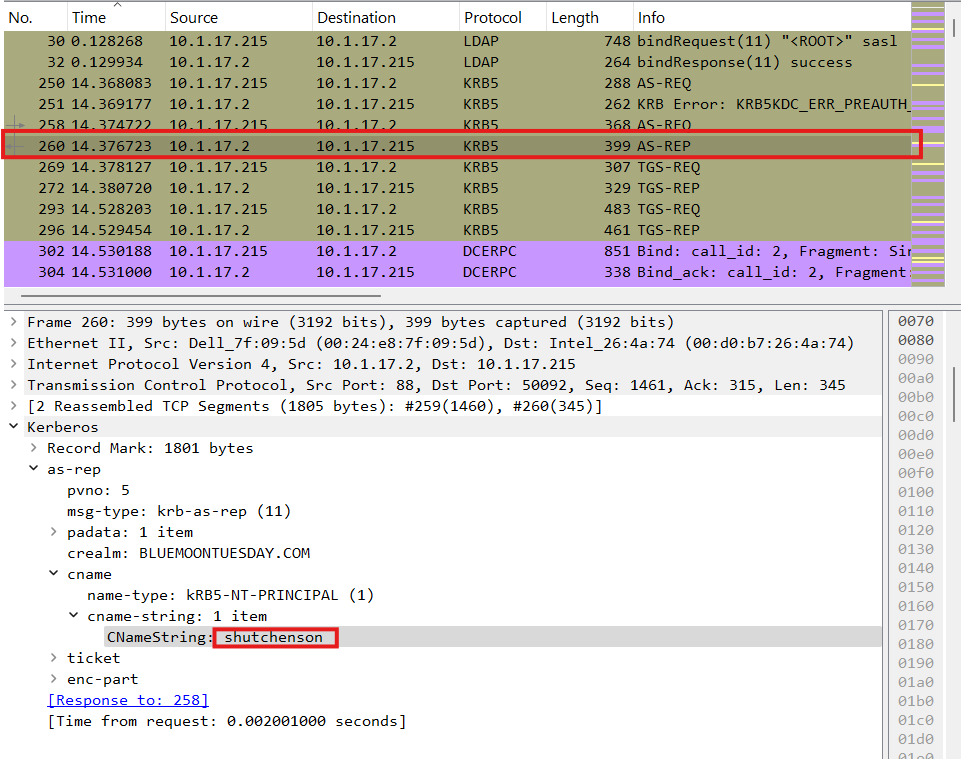 No. Time Source Destination Protocol Length Info
30 0.128268 10.1.17.215 10.1.17.2 LDAP 748 bindRequest(11) "<ROOT>" sasl
32 0.129934 10.1.17.2 10.1.17.215 LDAP 264 bindResponse(11) success
250 14.368083 10.1.17.215 10.1.17.2 KRB5 288 AS-REQ
251 14.369177 10.1.17.2 10.1.17.215 KRB5 262 KRB Error: KRB5KDC_ERR_PREAUTH_
258 14.374722 10.1.17.215 10.1.17.2 KRB5 368 AS-REQ
260 14.376723 10.1.17.2 10.1.17.215 KRB5 399 AS-REP
269 14.378127 10.1.17.215 10.1.17.2 KRB5 307 TGS-REQ
272 14.380720 10.1.17.2 10.1.17.215 KRB5 329 TGS-REP
293 14.528203 10.1.17.215 10.1.17.2 KRB5 483 TGS-REQ
296 14.529454 10.1.17.2 10.1.17.215 KRB5 461 TGS-REP
302 14.530188 10.1.17.215 10.1.17.2 DCERPC 851 Bind: call_id: 2, Fragment: Sin
304 14.531000 10.1.17.2 10.1.17.215 DCERPC 338 Bind_ack: call_id: 2, Fragment:
Frame 260: 399 bytes on wire (3192 bits), 399 bytes captured (3192 bits)
Ethernet II, Src: Dell_7f:09:5d (00:24:e8:7f:09:5d), Dst: Intel_26:4a:74 (00:d0:b7:26:4a:74)
Internet Protocol Version 4, Src: 10.1.17.2, Dst: 10.1.17.215
Transmission Control Protocol, Src Port: 88, Dst Port: 50092, Seq: 1461, Ack: 315, Len: 345
[2 Reassembled TCP Segments (1805 bytes): #259(1460), #260(345)]
Kerberos
Record Mark: 1801 bytes
as-rep
pvno: 5
msg-type: krb-as-rep (11)
padata: 1 item
crealm: BLUEMOONTUESDAY.COM
cname
name-type: kRB5-NT-PRINCIPAL (1)
cname-string: 1 item
CNameString: shutchenson
ticket
enc-part
[Response to: 258]
[Time from request: 0.002001000 seconds]
0070
0080
0090
00a0
00b0
00c0
00d0
00e0
00f0
0100
0110
0120
0130
0140
0150
0160
0170
0180
0190
01a0
01b0
01c0
01d0
01e0